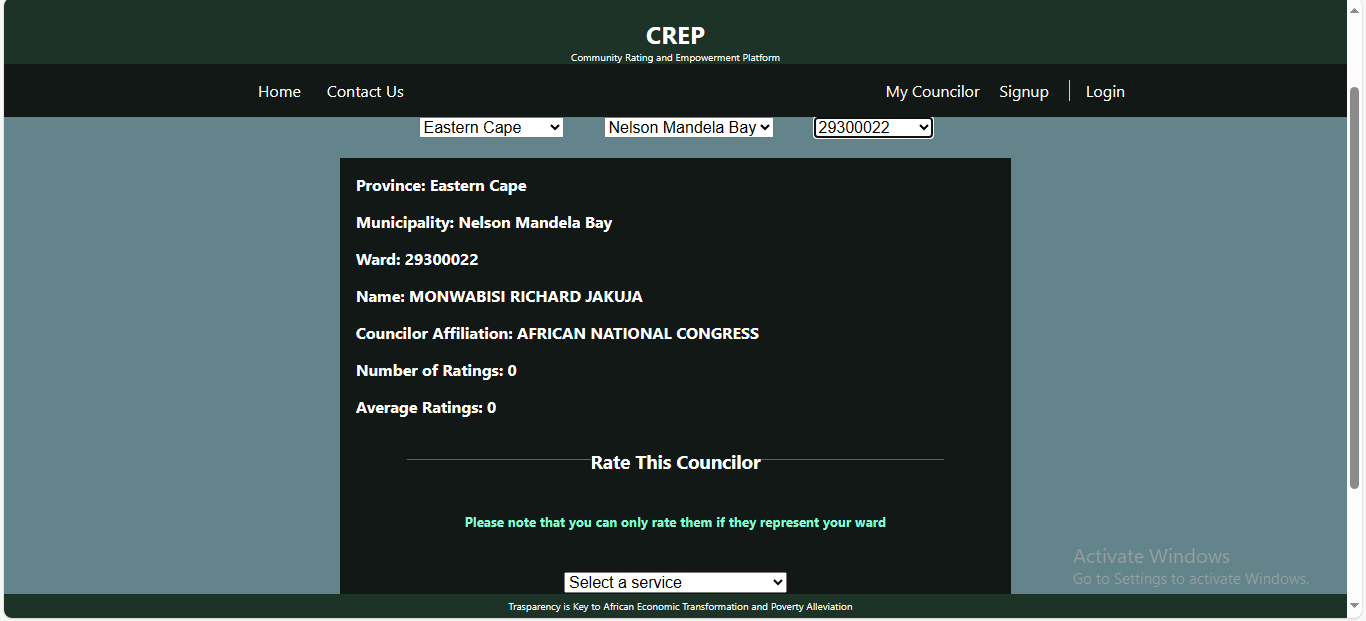 CREP
Community Rating and Empowerment Platform
Home Contact Us My Councilor Signup Login
Eastern Cape Nelson Mandela Bay 29300022
Province: Eastern Cape
Municipality: Nelson Mandela Bay
Ward: 29300022
Name: MONWABISI RICHARD JAKUJA
Councilor Affiliation: AFRICAN NATIONAL CONGRESS
Number of Ratings: 0
Average Ratings: 0
Rate This Councilor
Please note that you can only rate them if they represent your ward
Activate Windows
Go to Settings to activate Windows.
Select a service
Trasparency is Key to African Economic Transformation and Poverty Alleviation